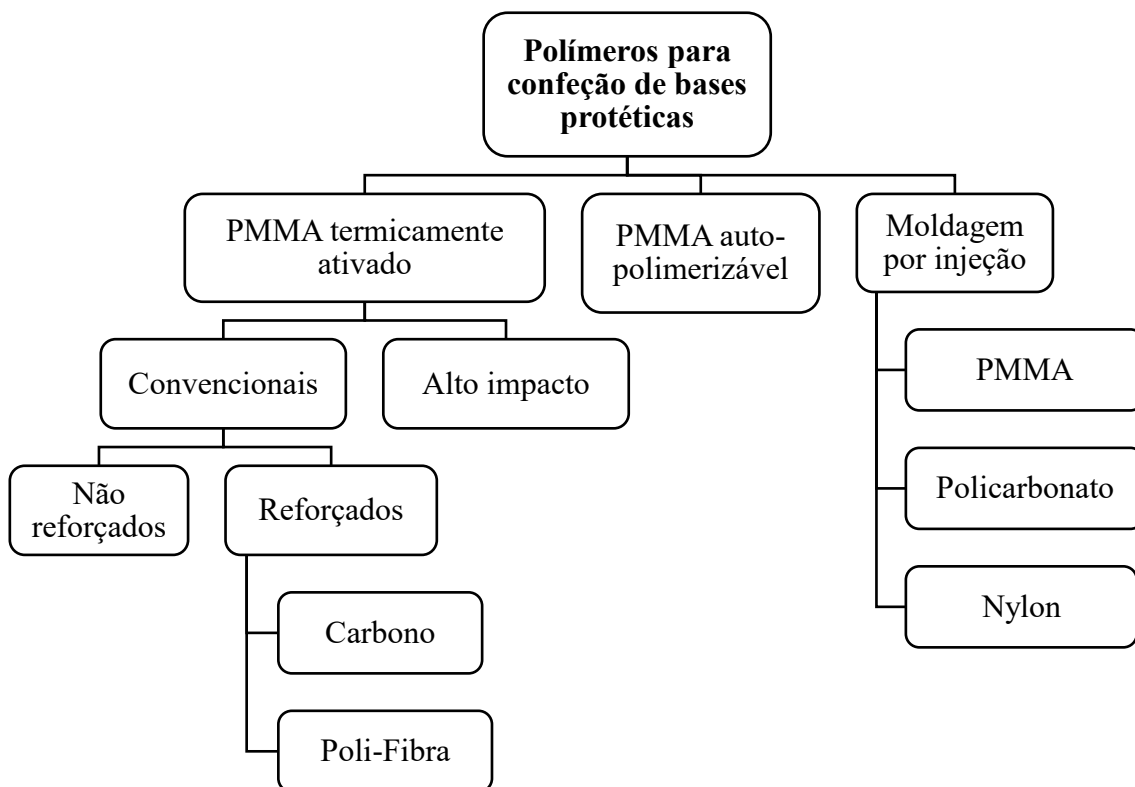 Polímeros para
confeção de bases
protéticas
PMMA termicamente
ativado
PMMA auto-
polimerizável
Moldagem
por injeção
Convencionais
Alto impacto
PMMA
Não
reforçados
Reforçados
Policarbonato
Carbono
Nylon
Poli-Fibra